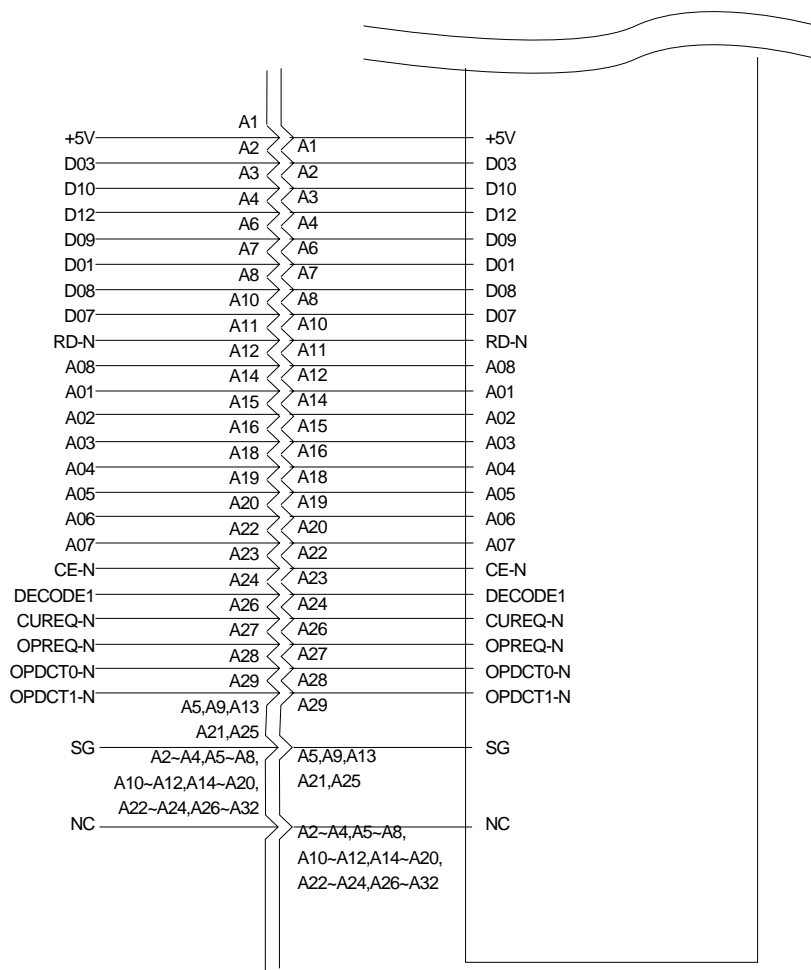 A1
+5V A1 +5V
A2
D03 A2 D03
A3
D10 A3 D10
A4
D12 A4 D12
A6
D09 A6 D09
A7
D01 A7 D01
A8
D08 A8 D08
A10
D07 A10 D07
A11
RD-N A11 RD-N
A12
A08 A12 A08
A14
A01 A14 A01
A15
A02 A15 A02
A16
A03 A16 A03
A18
A04 A18 A04
A19
A05 A19 A05
A20
A06 A20 A06
A22
A07 A22 A07
A23
CE-N A23 CE-N
A24
DECODE1 A24 DECODE1
A26
CUREQ-N A26 CUREQ-N
A27
OPREQ-N A27 OPREQ-N
A28
OPDCT0-N A28 OPDCT0-N
A29
OPDCT1-N A29 OPDCT1-N
A5,A9,A13
A21,A25
SG A5,A9,A13 SG
A21,A25
A2~A4,A5~A8,
A10~A12,A14~A20,
A22~A24,A26~A32
NC NC
A2~A4,A5~A8,
A10~A12,A14~A20,
A22~A24,A26~A32